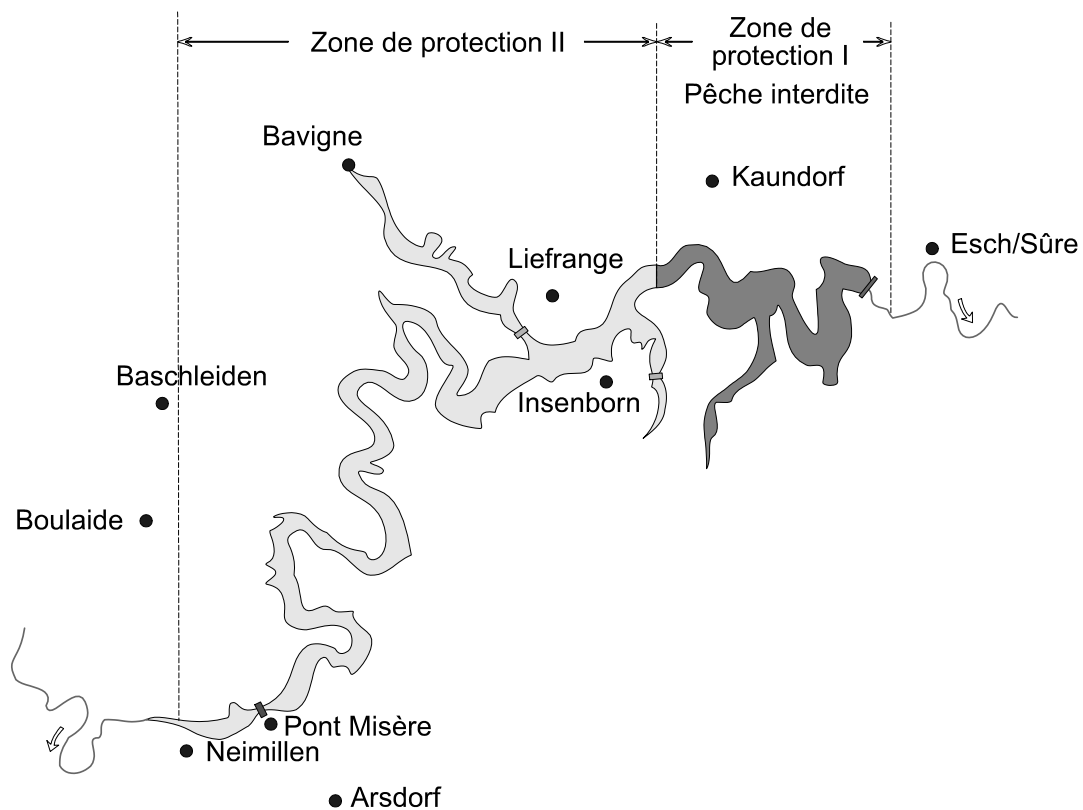 Zone de protection II
Zone de
protection I
Pêche interdite
Bavigne
Kaundorf
Esch/Sûre
Liefrange
Baschleiden
Insenborn
Boulaide
Pont Misère
Neimillen
Arsdorf